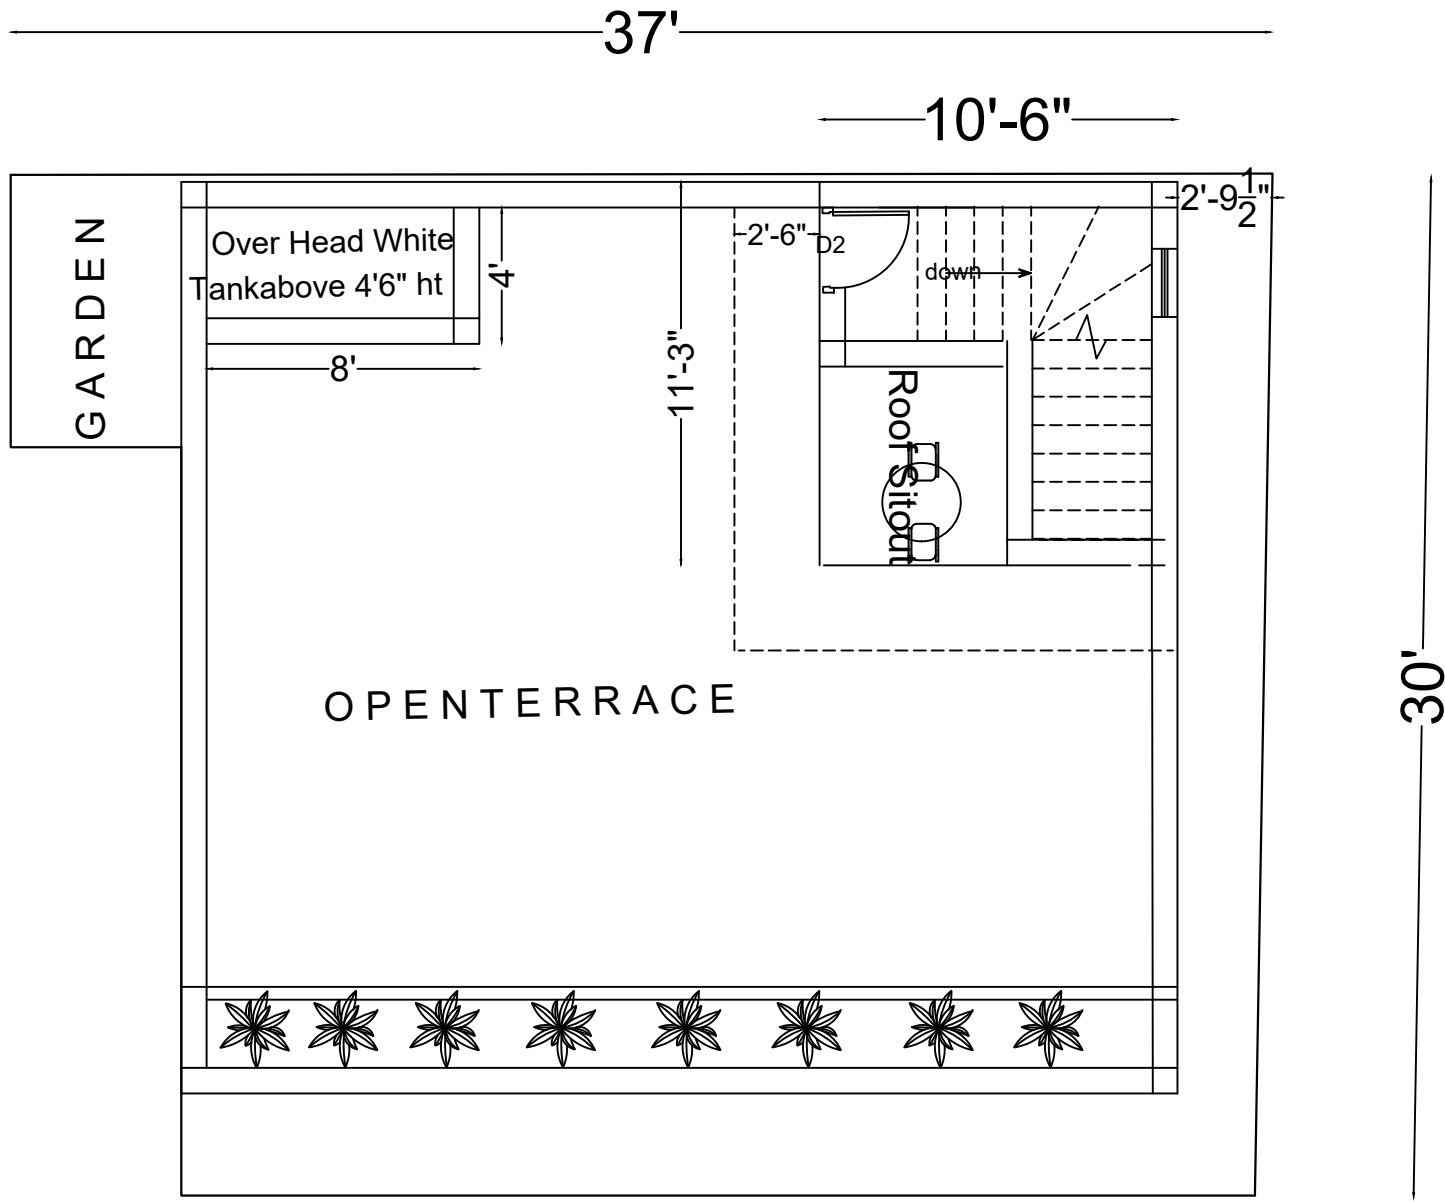 37'
10'-6"
2'-9 1/2"
GARDEN
Over Head White
Tankabove 4'6" ht
4'
8'
11'-3"
2'-6"
D2
down
Roof Sitout
OPENTERRACE
30'